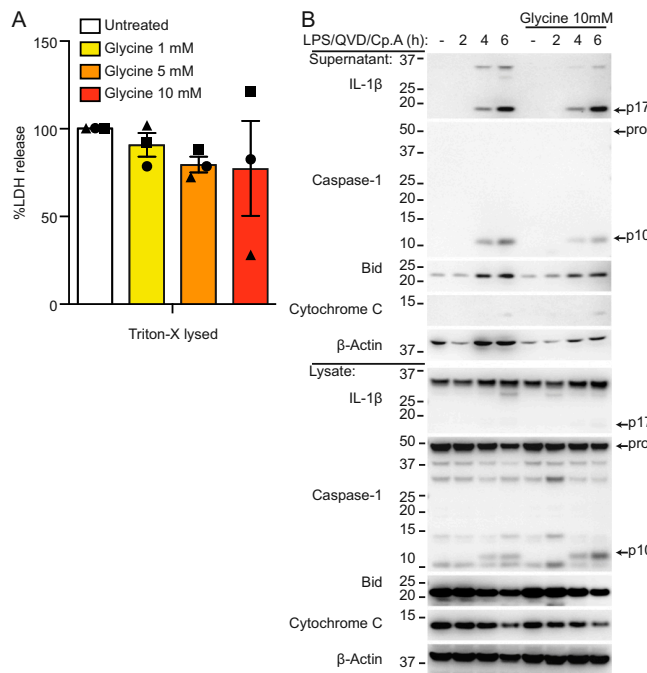 A
Untreated
Glycine 1 mM
Glycine 5 mM
Glycine 10 mM
%LDH release
150
100
50
0
Triton-X lysed
B
Glycine 10mM
LPS/QVD/Cp.A (h): - 2 4 6 - 2 4 6
Supernatant:
37
IL-1β
25
20
p17
15
50
pro
37
Caspase-1
25
20
15
p10
10
Bid
25
20
Cytochrome C
15
β-Actin
37
Lysate:
37
IL-1β
25
20
p17
15
50
pro
37
Caspase-1
25
20
15
10
p10
Bid
25
20
Cytochrome C
15
β-Actin
37